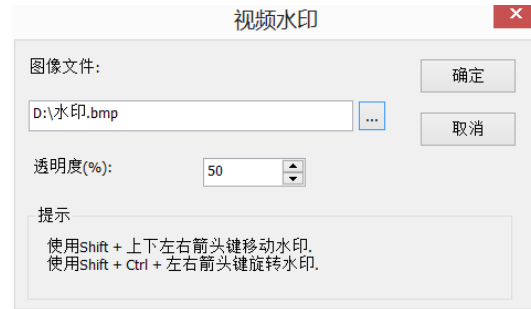 视频水印
图像文件:
确定
D:\水印.bmp
...
取消
透明度(%):
50
提示
使用Shift + 上下左右箭头键移动水印.
使用Shift + Ctrl + 左右箭头键旋转水印.